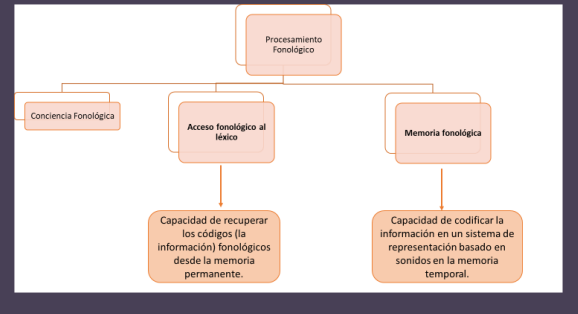 Procesamiento
Fonológico
Conciencia Fonológica
Acceso fonológico al
léxico
Memoria fonológica
Capacidad de recuperar
los códigos (la
información) fonológicos
desde la memoria
permanente.
Capacidad de codificar la
información en un sistema de
representación basado en
sonidos en la memoria
temporal.